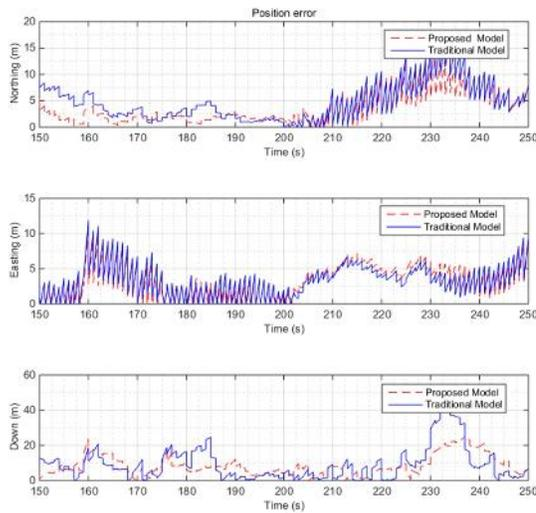 Position error
20
15
10
5
0
Northing (m)
Proposed Model
Traditional Model
150 160 170 180 190 200 210 220 230 240 250
Time (s)
15
10
5
0
Easting (m)
Proposed Model
Traditional Model
150 160 170 180 190 200 210 220 230 240 250
Time (s)
60
40
20
0
Down (m)
Proposed Model
Traditional Model
150 160 170 180 190 200 210 220 230 240 250
Time (s)